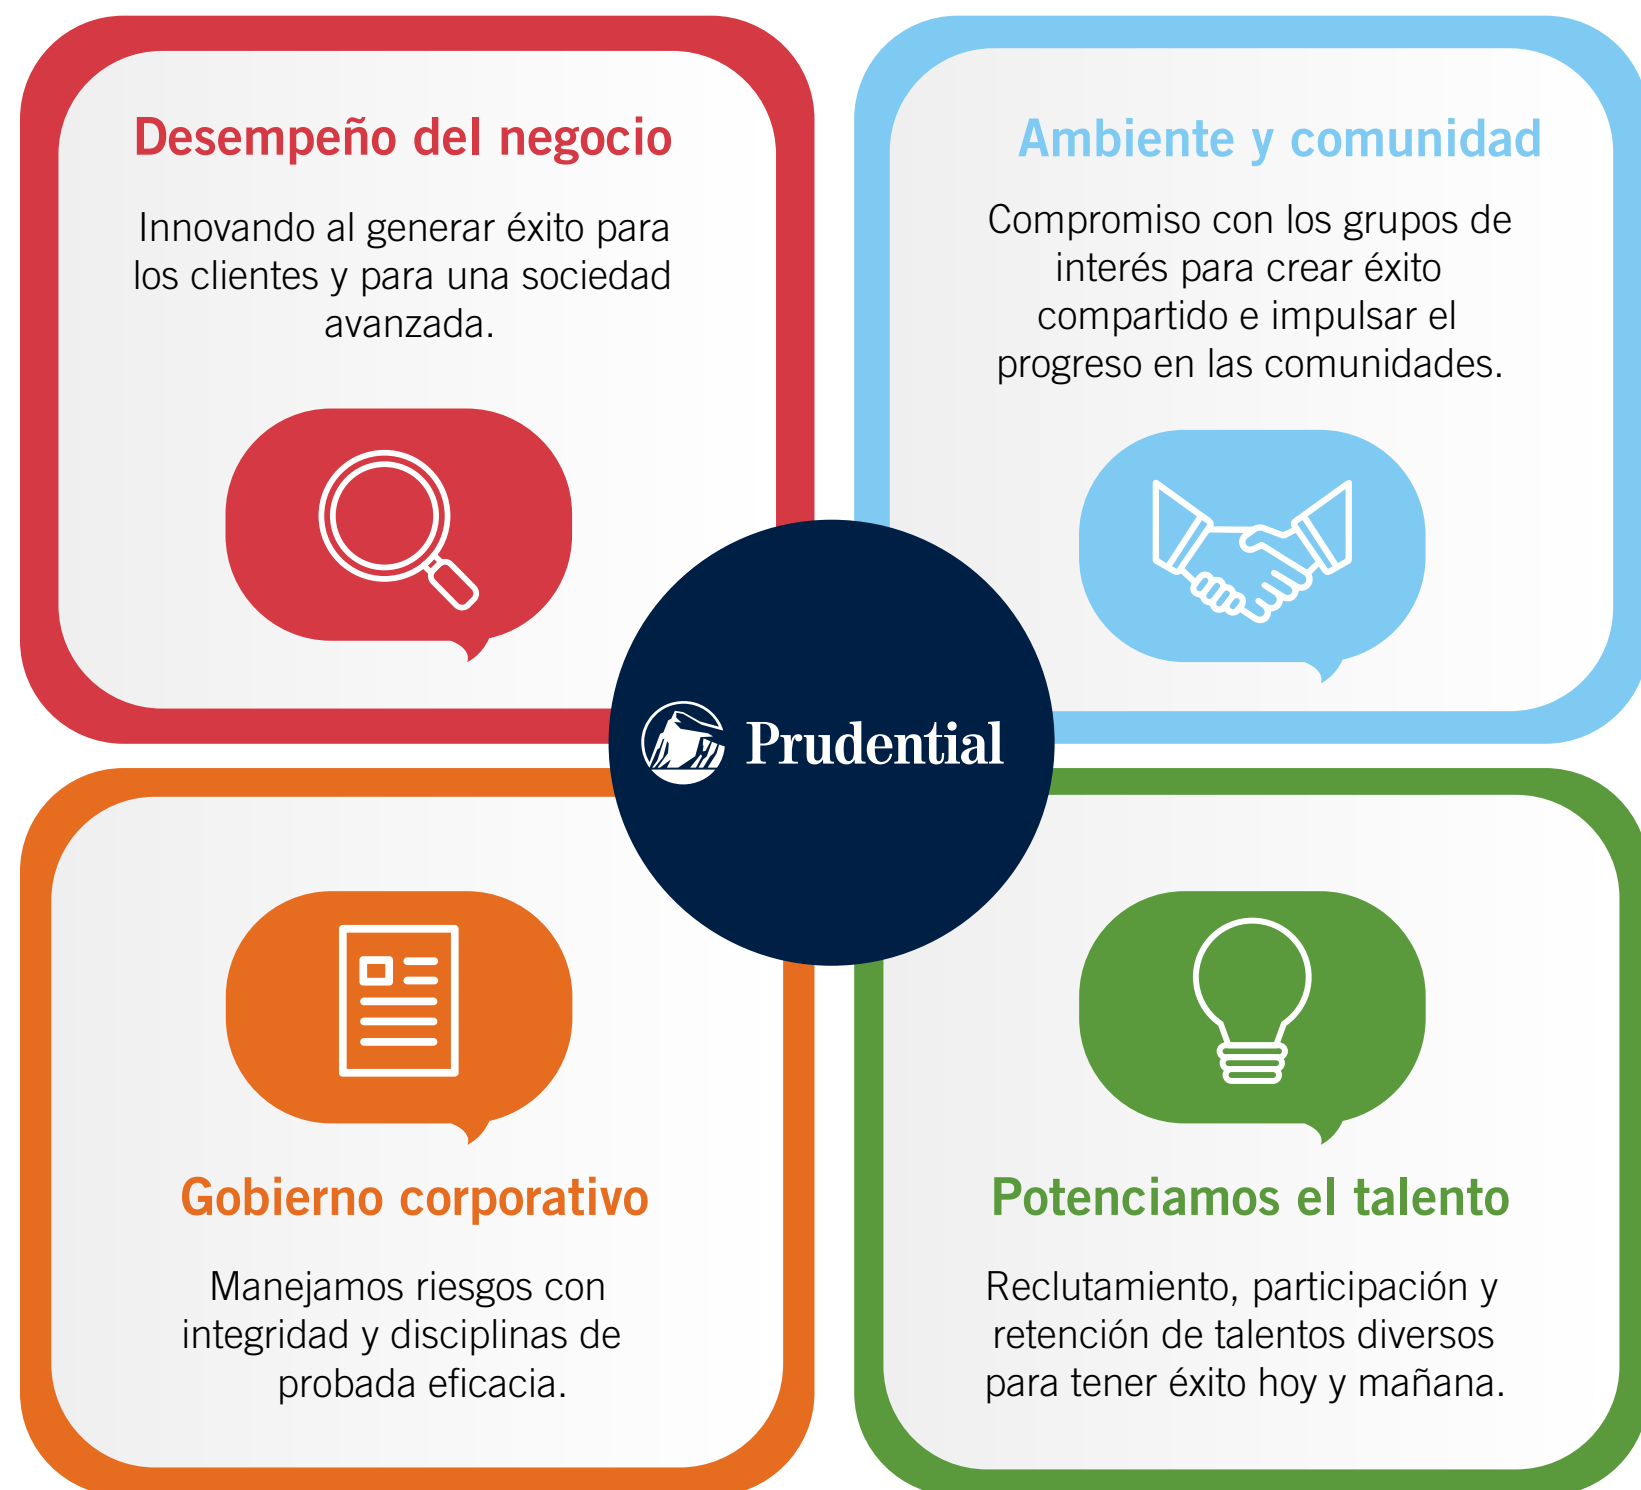 Desempeño del negocio
Innovando al generar éxito para
los clientes y para una sociedad
avanzada.
Ambiente y comunidad
Compromiso con los grupos de
interés para crear éxito
compartido e impulsar el
progreso en las comunidades.
Prudential
Gobierno corporativo
Manejamos riesgos con
integridad y disciplinas de
probada eficacia.
Potenciamos el talento
Reclutamiento, participación y
retención de talentos diversos
para tener éxito hoy y mañana.